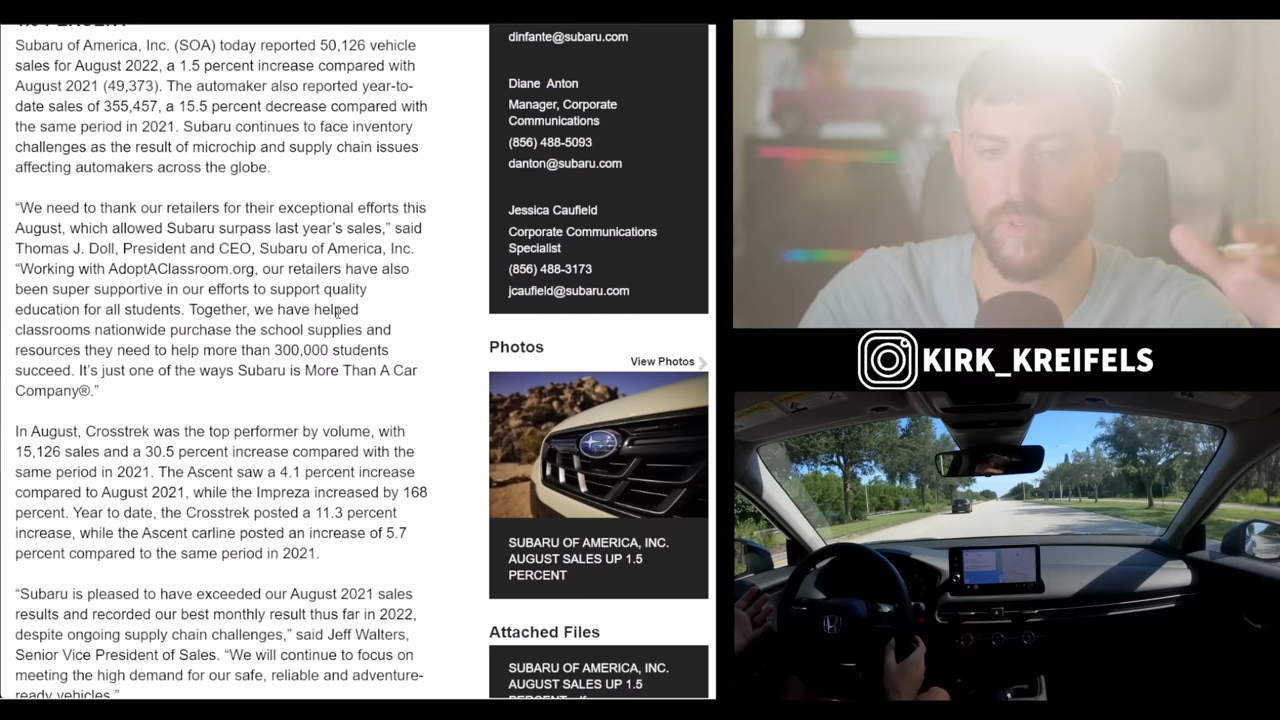 Subaru of America, Inc. (SOA) today reported 50,126 vehicle
sales for August 2022, a 1.5 percent increase compared with
August 2021 (49,373). The automaker also reported year-to-
date sales of 355,457, a 15.5 percent decrease compared with
the same period in 2021. Subaru continues to face inventory
challenges as the result of microchip and supply chain issues
affecting automakers across the globe.
“We need to thank our retailers for their exceptional efforts this
August, which allowed Subaru surpass last year’s sales,” said
Thomas J. Doll, President and CEO, Subaru of America, Inc.
“Working with AdoptAClassroom.org, our retailers have also
been super supportive in our efforts to support quality
education for all students. Together, we have helped
classrooms nationwide purchase the school supplies and
resources they need to help more than 300,000 students
succeed. It’s just one of the ways Subaru is More Than A Car
Company®.”
In August, Crosstrek was the top performer by volume, with
15,126 sales and a 30.5 percent increase compared with the
same period in 2021. The Ascent saw a 4.1 percent increase
compared to August 2021, while the Impreza increased by 168
percent. Year to date, the Crosstrek posted a 11.3 percent
increase, while the Ascent carline posted an increase of 5.7
percent compared to the same period in 2021.
“Subaru is pleased to have exceeded our August 2021 sales
results and recorded our best monthly result thus far in 2022,
despite ongoing supply chain challenges,” said Jeff Walters,
Senior Vice President of Sales. “We will continue to focus on
meeting the high demand for our safe, reliable and adventure-
ready vehicles.”
dinfante@subaru.com
Diane Anton
Manager, Corporate
Communications
(856) 488-5093
danton@subaru.com
Jessica Caufield
Corporate Communications
Specialist
(856) 488-3173
jcaufield@subaru.com
Photos
View Photos
SUBARU OF AMERICA, INC.
AUGUST SALES UP 1.5
PERCENT
Attached Files
SUBARU OF AMERICA, INC.
AUGUST SALES UP 1.5
KIRK_KREIFELS